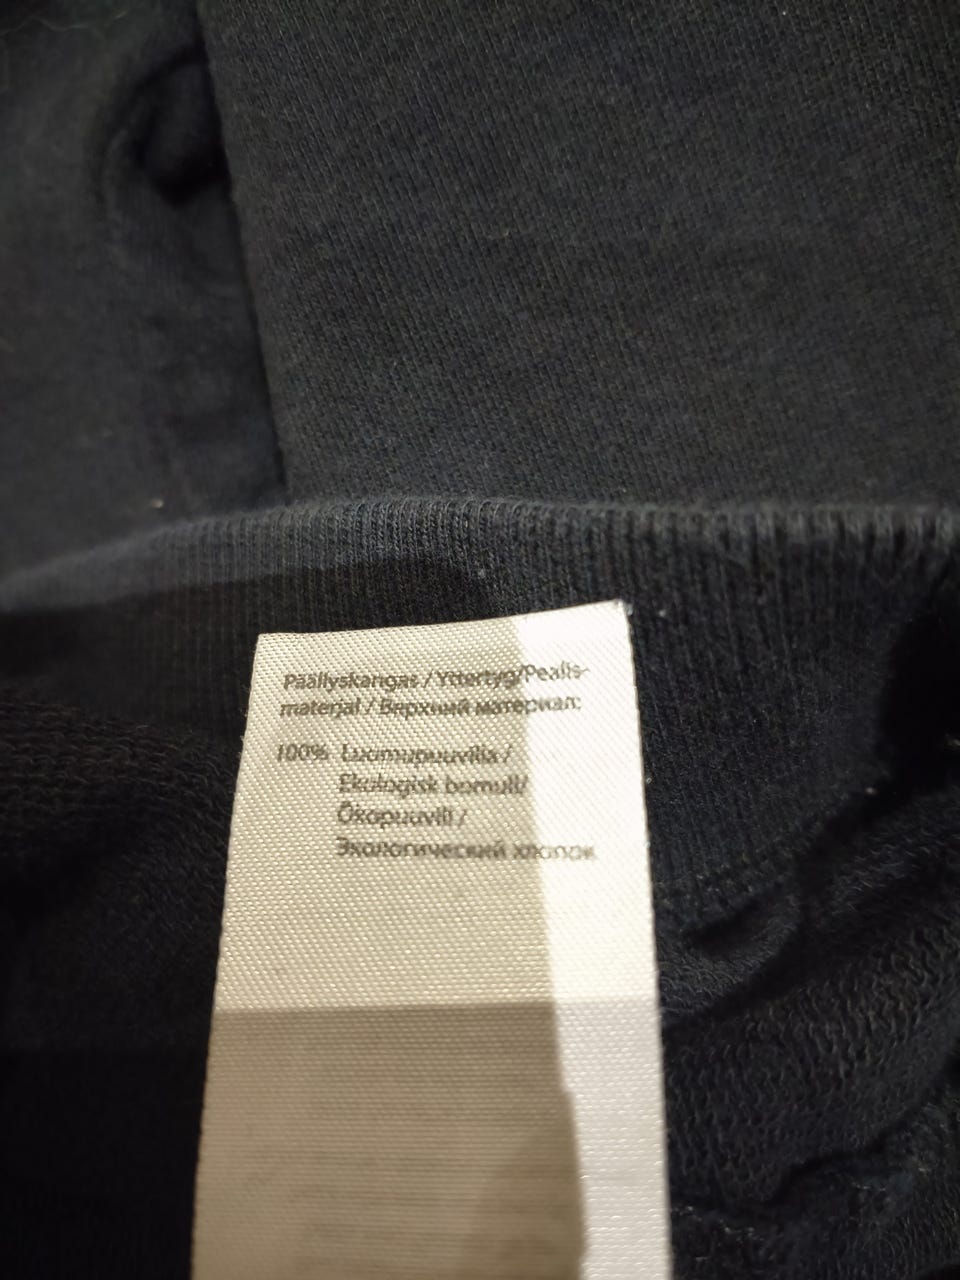 Päällyskangas / Yttertyg/Pealis-
materjal / Верхний материал:
100% Luomupuuvilla /
Ekologisk bomull/
Ökopuuvill /
Экологический хлопок